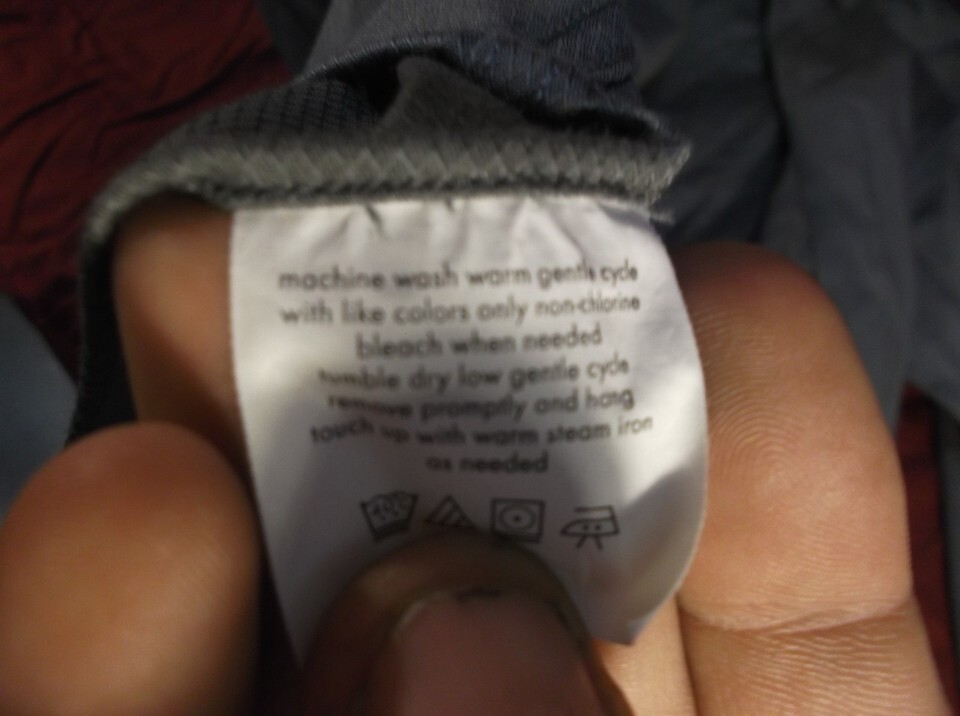 machine wash warm gentle cycle
with like colors only non-chlorine
bleach when needed
tumble dry low gentle cycle
remove promptly and hang
touch up with warm steam iron
as needed